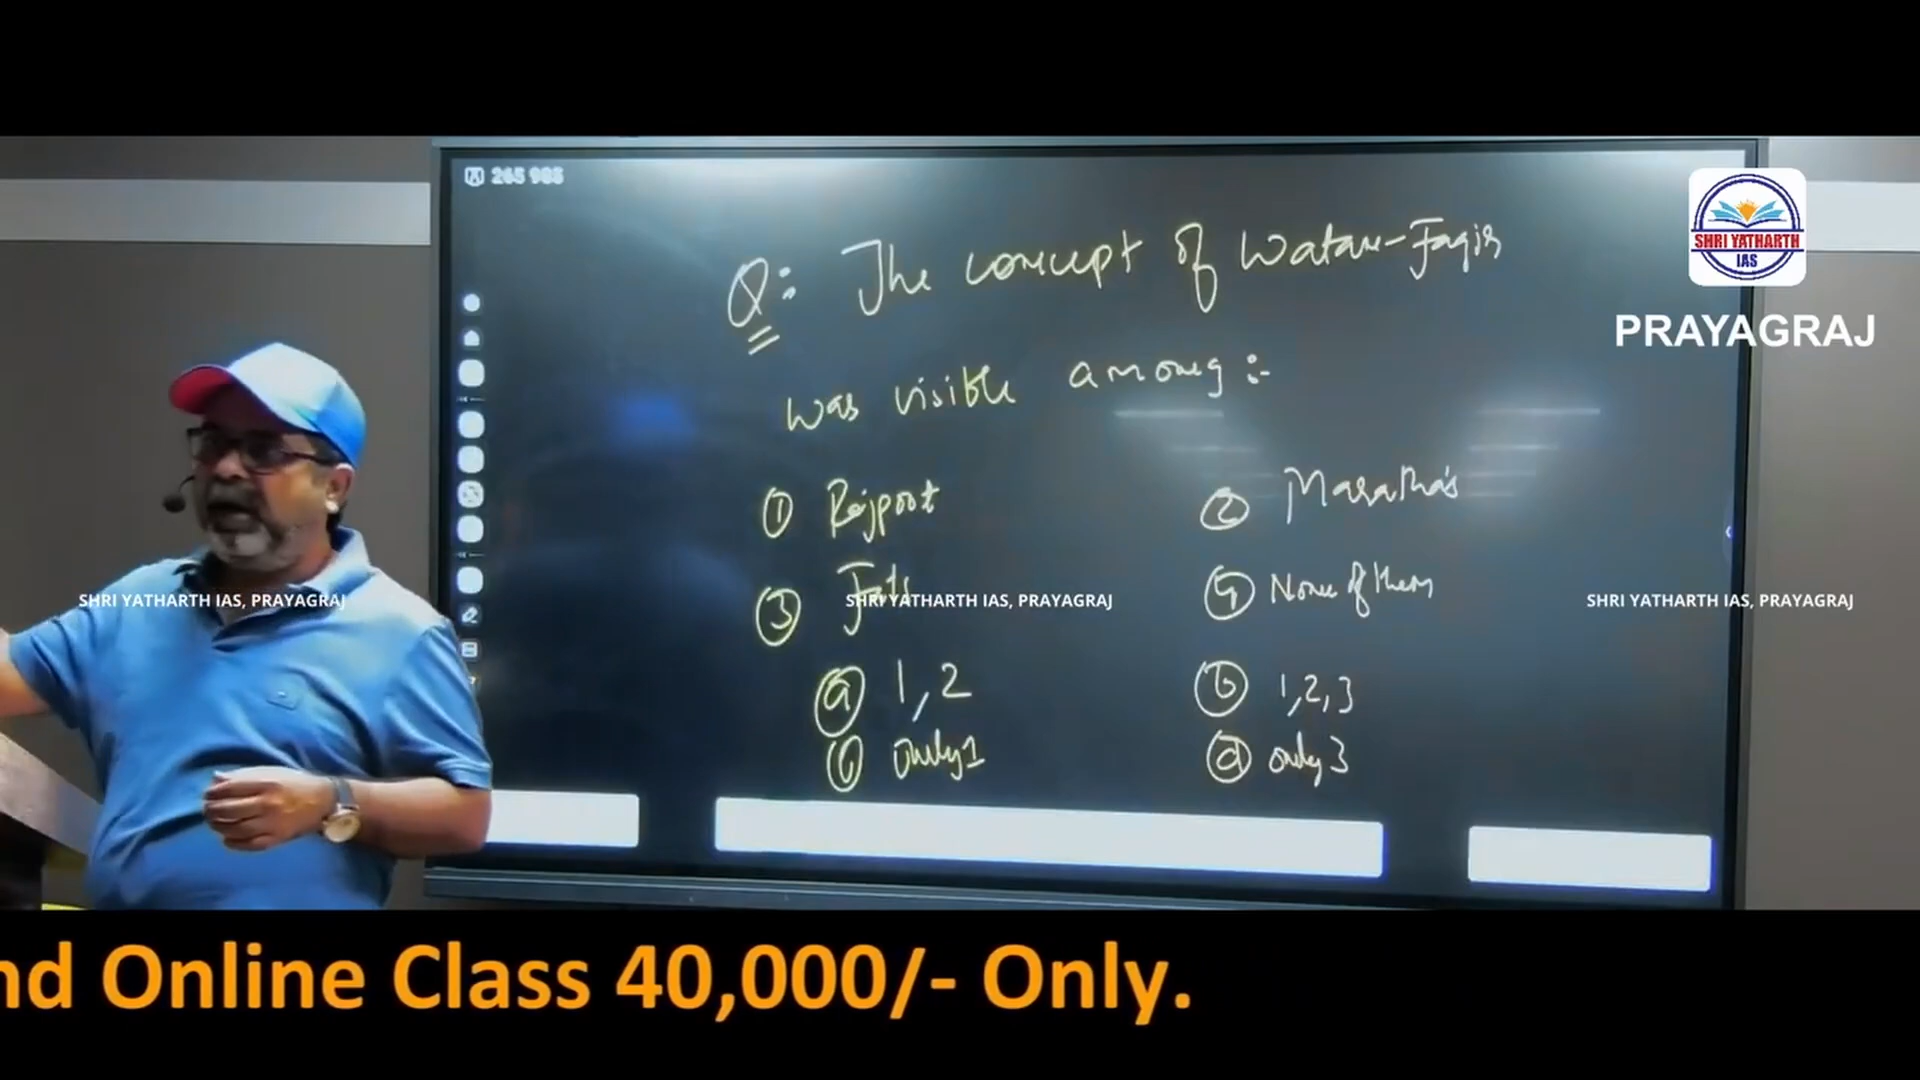 265 985
Q: The concept of Watan-Jagir
was visible among :-
① Rajpoot ② Maratha's
③ Jats ④ None of them
ⓐ 1, 2 ⓑ 1, 2, 3
ⓒ only 1 ⓓ only 3
SHRI YATHARTH
IAS
PRAYAGRAJ
SHRI YATHARTH IAS, PRAYAGRAJ
SHRI YATHARTH IAS, PRAYAGRAJ
SHRI YATHARTH IAS, PRAYAGRAJ
nd Online Class 40,000/- Only.